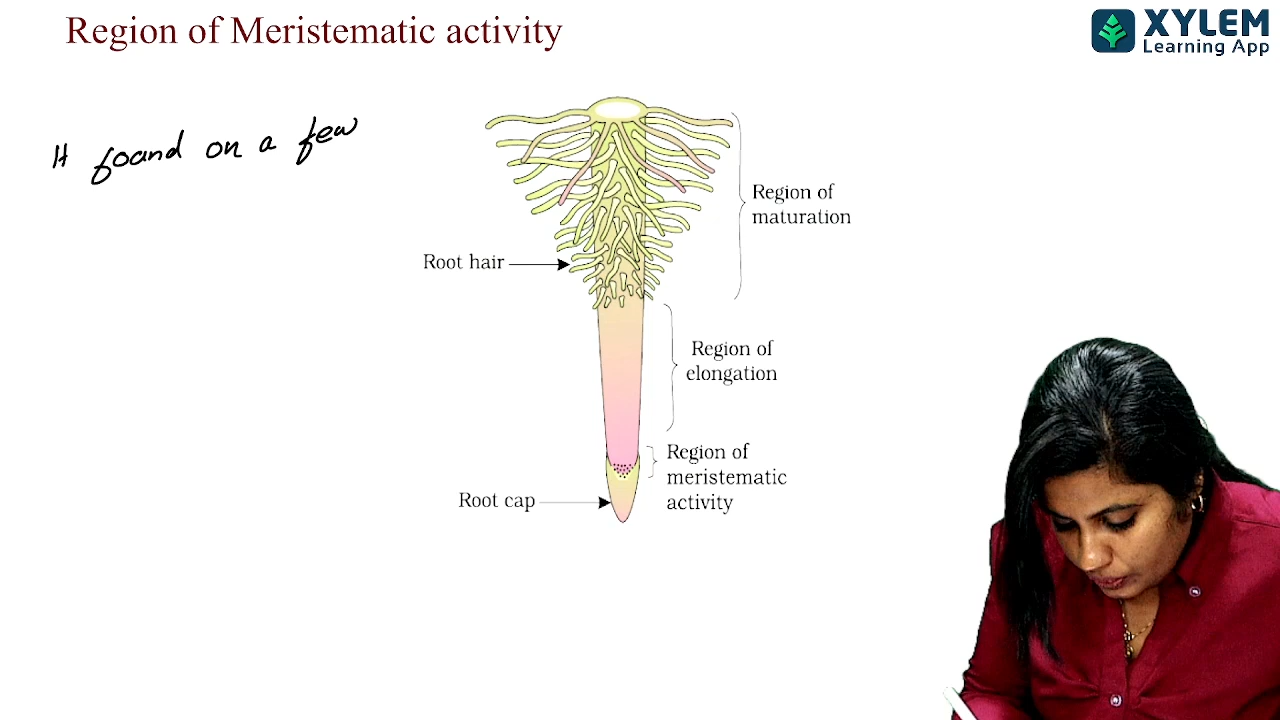 Region of Meristematic activity
XYLEM
Learning App
It found on a few
Region of
maturation
Root hair
Region of
elongation
Region of
meristematic
activity
Root cap